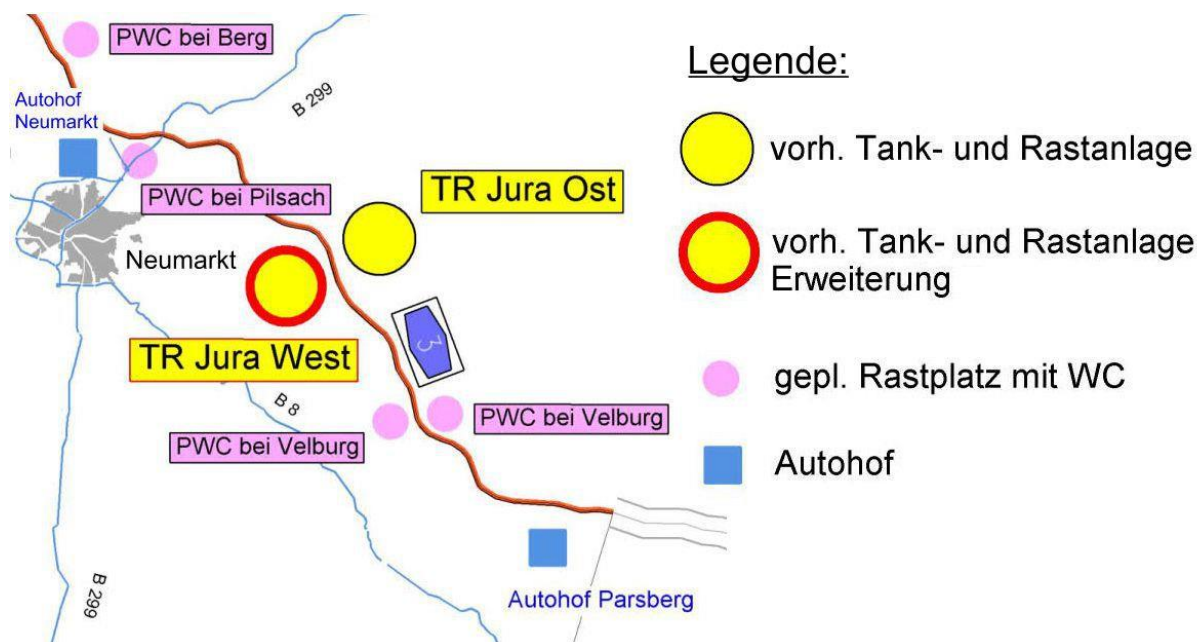 PWC bei Berg
B 299
Autohof
Neumarkt
PWC bei Pilsach
TR Jura Ost
Neumarkt
TR Jura West
3
B 8
PWC bei Velburg
PWC bei Velburg
Autohof Parsberg
B 299
Legende:
vorh. Tank- und Rastanlage
vorh. Tank- und Rastanlage
Erweiterung
gepl. Rastplatz mit WC
Autohof